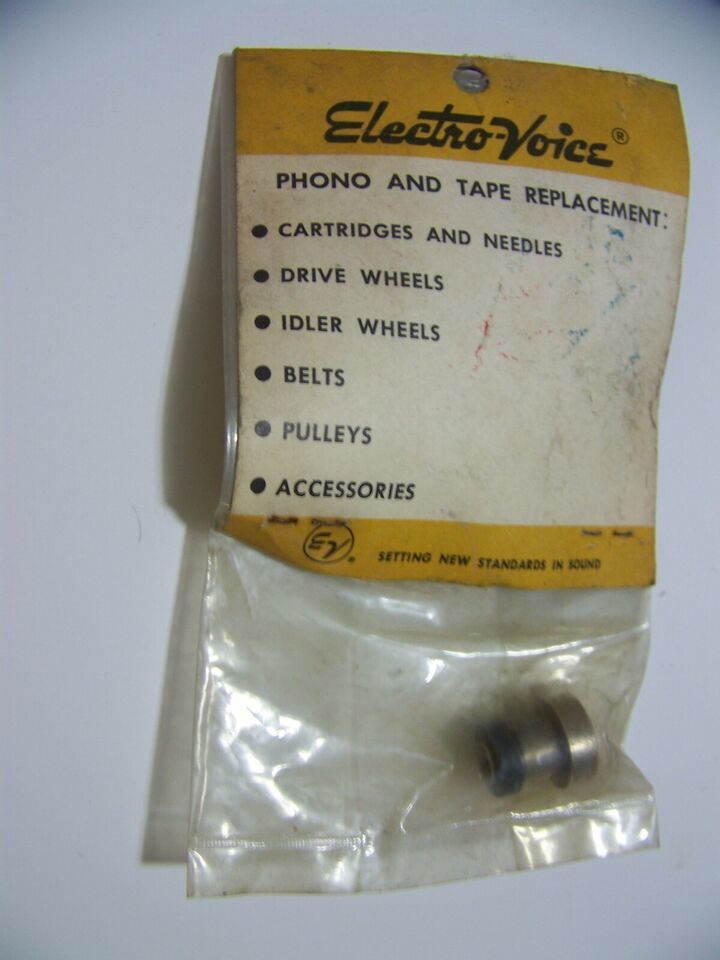 Electro-Voice®
PHONO AND TAPE REPLACEMENT:
• CARTRIDGES AND NEEDLES
• DRIVE WHEELS
• IDLER WHEELS
• BELTS
• PULLEYS
• ACCESSORIES
EV® SETTING NEW STANDARDS IN SOUND